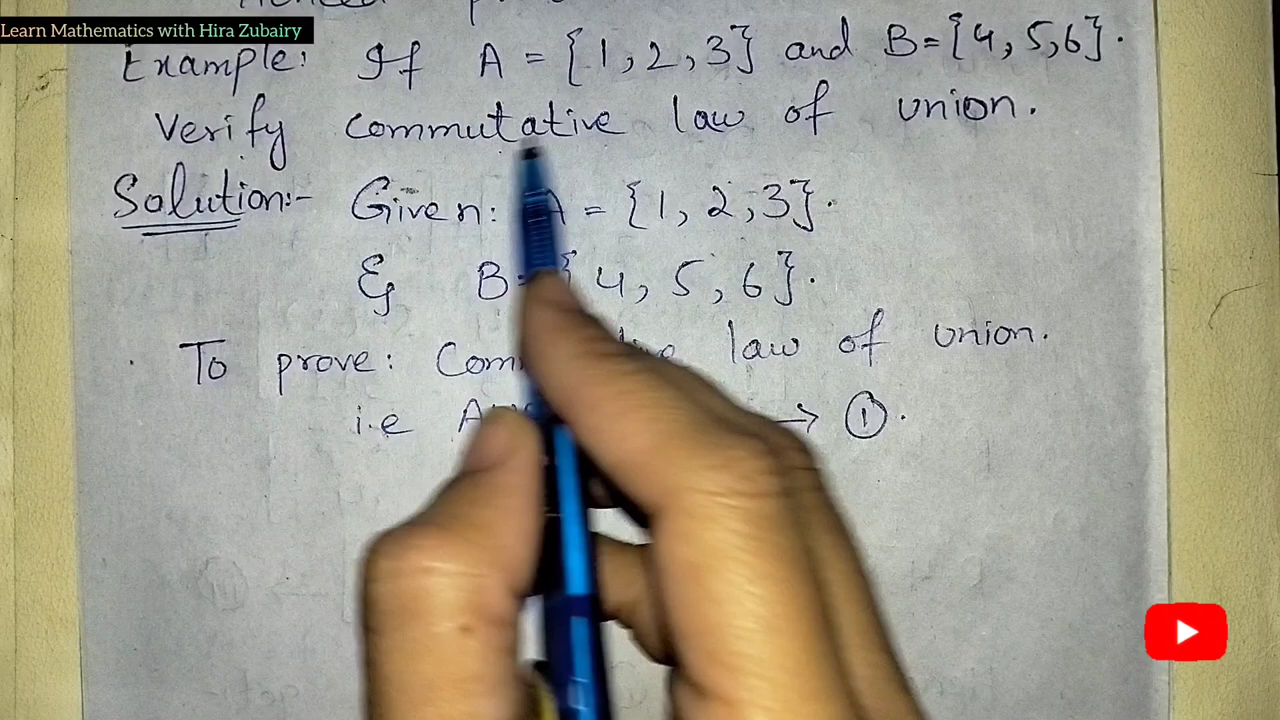 Learn Mathematics with Hira Zubairy
Example: If A = {1, 2, 3} and B = {4, 5, 6}.
Verify commutative law of union.
Solution:- Given: A = {1, 2, 3}.
& B = { 4, 5, 6}.
To prove: law of union.
i.e A → ①.